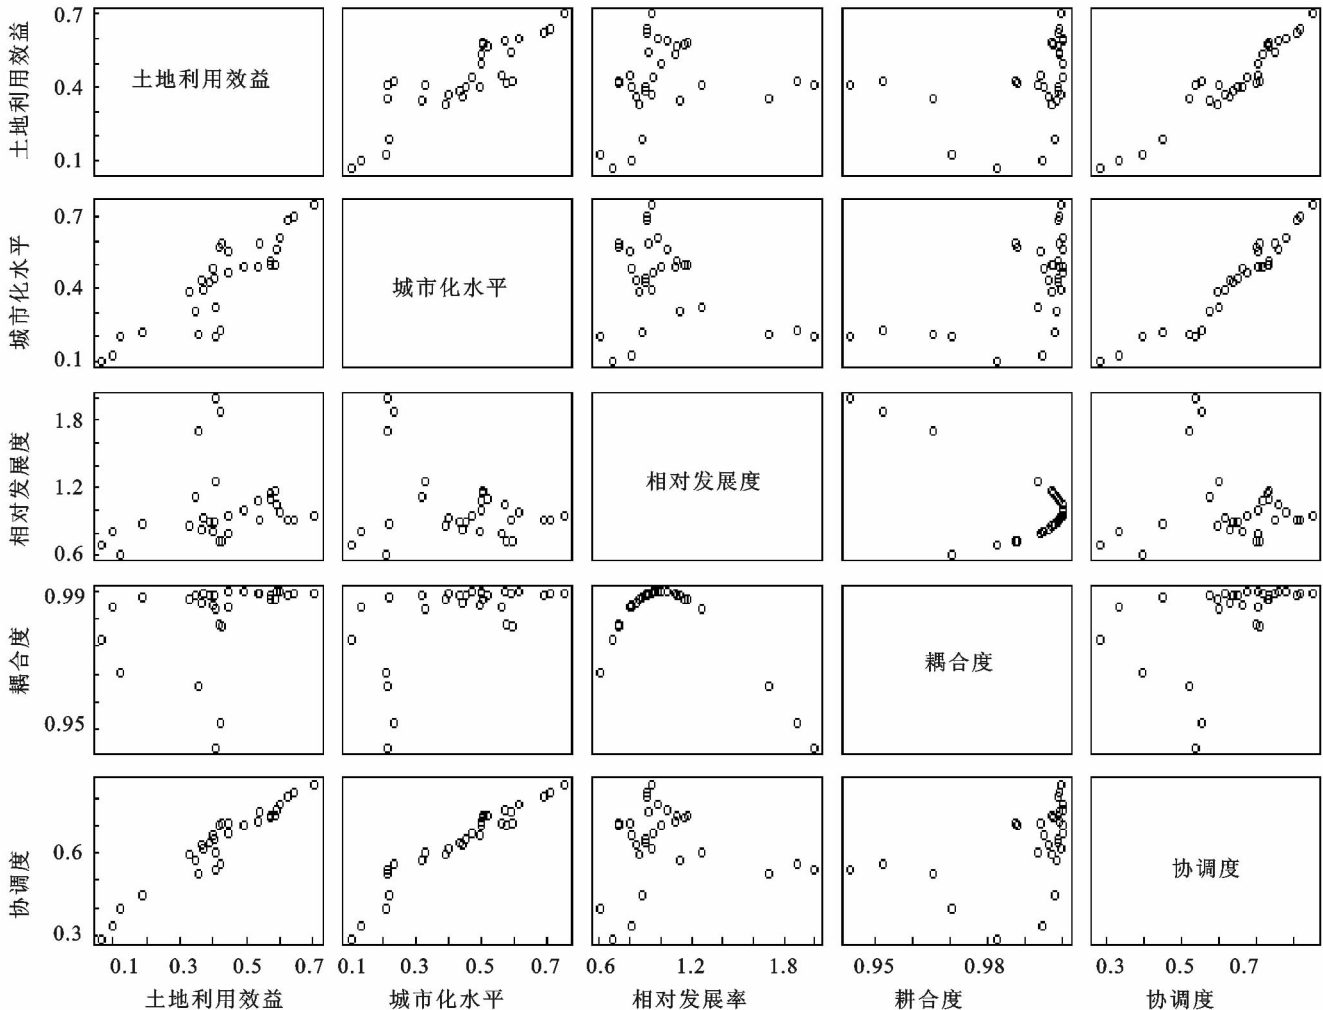 土地利用效益
0.7
0.4
0.1
土地利用效益
城市化水平
0.7
0.4
0.1
城市化水平
相对发展度
1.8
1.2
0.6
相对发展度
耦合度
0.99
0.95
耦合度
协调度
0.6
0.3
协调度
0.1 0.3 0.5 0.7 0.1 0.3 0.5 0.7 0.6 1.2 1.8 0.95 0.98 0.3 0.7
土地利用效益 城市化水平 相对发展率 耕合度 协调度